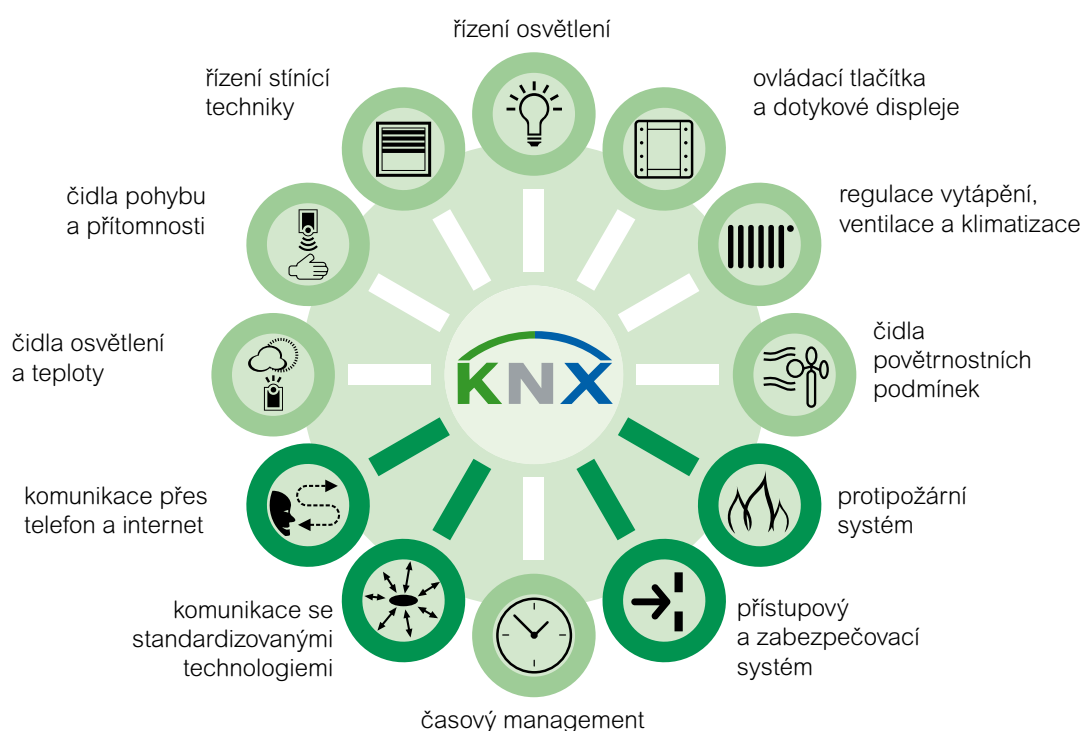 řízení osvětlení
řízení stínící
techniky
ovládací tlačítka
a dotykové displeje
čidla pohybu
a přítomnosti
regulace vytápění,
ventilace a klimatizace
čidla osvětlení
a teploty
KNX
čidla
povětrnostních
podmínek
komunikace přes
telefon a internet
protipožární
systém
komunikace se
standardizovanými
technologiemi
přístupový
a zabezpečovací
systém
časový management